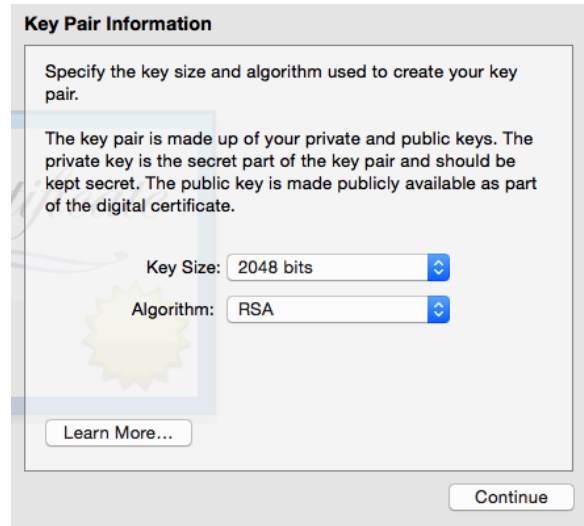 Key Pair Information
Specify the key size and algorithm used to create your key
pair.
The key pair is made up of your private and public keys. The
private key is the secret part of the key pair and should be
kept secret. The public key is made publicly available as part
of the digital certificate.
Key Size: 2048 bits
Algorithm: RSA
Learn More...
Continue